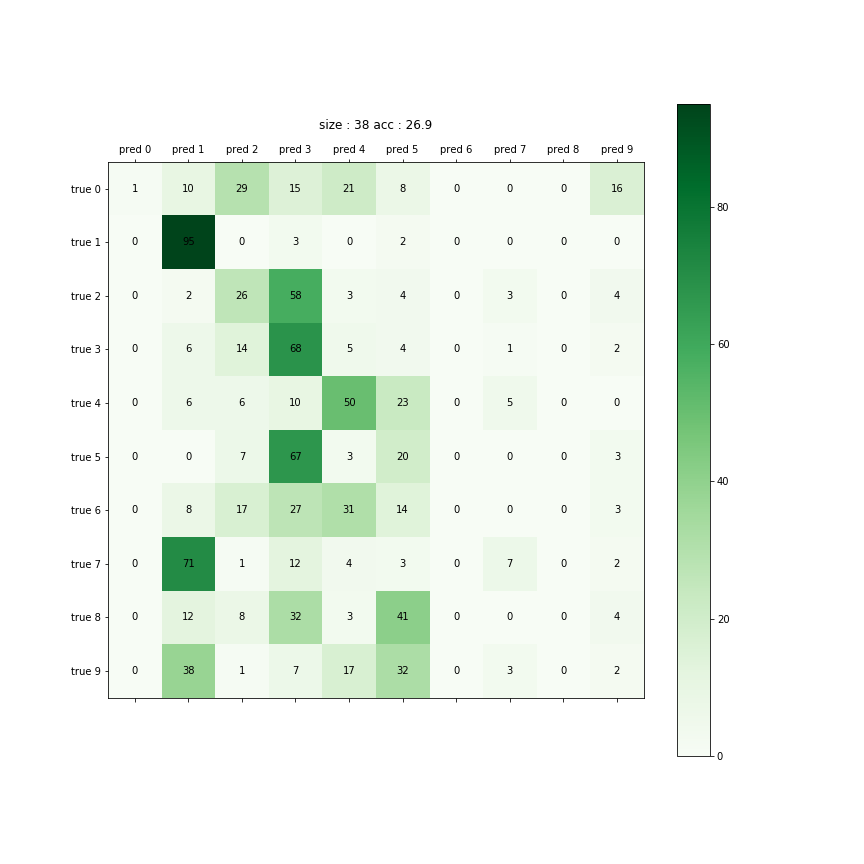 size : 38 acc : 26.9
pred 0 pred 1 pred 2 pred 3 pred 4 pred 5 pred 6 pred 7 pred 8 pred 9
true 0 1 10 29 15 21 8 0 0 0 16
true 1 0 95 0 3 0 2 0 0 0 0
true 2 0 2 26 58 3 4 0 3 0 4
true 3 0 6 14 68 5 4 0 1 0 2
true 4 0 6 6 10 50 23 0 5 0 0
true 5 0 0 7 67 3 20 0 0 0 3
true 6 0 8 17 27 31 14 0 0 0 3
true 7 0 71 1 12 4 3 0 7 0 2
true 8 0 12 8 32 3 41 0 0 0 4
true 9 0 38 1 7 17 32 0 3 0 2
80
60
40
20
0